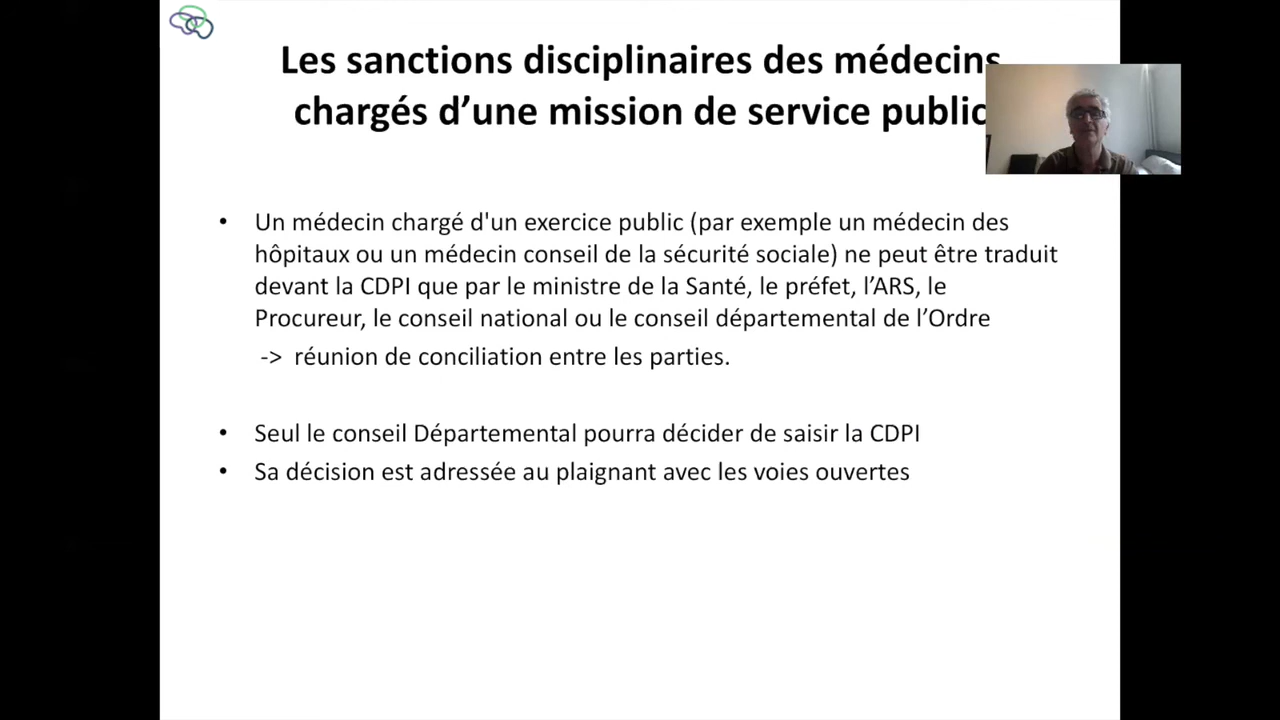 Les sanctions disciplinaires des médecins
chargés d’une mission de service public
• Un médecin chargé d'un exercice public (par exemple un médecin des
hôpitaux ou un médecin conseil de la sécurité sociale) ne peut être traduit
devant la CDPI que par le ministre de la Santé, le préfet, l’ARS, le
Procureur, le conseil national ou le conseil départemental de l’Ordre
-> réunion de conciliation entre les parties.
• Seul le conseil Départemental pourra décider de saisir la CDPI
• Sa décision est adressée au plaignant avec les voies ouvertes